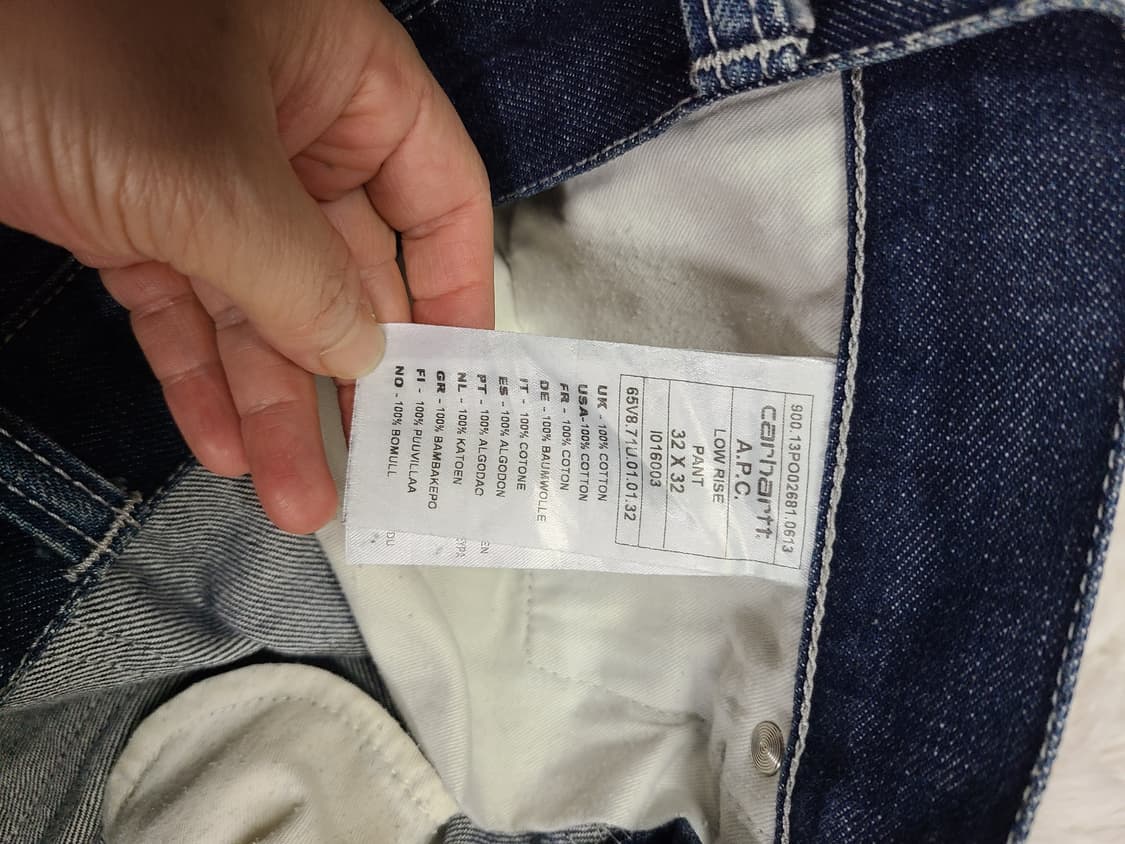 900.13PO02681.0613
carhartt.
A.P.C.
LOW RISE
PANT
32 X 32
I016003
65V8.71U.01.01.32
UK - 100% COTTON
USA-100% COTTON
FR - 100% COTON
DE - 100% BAUMWOLLE
IT - 100% COTONE
ES - 100% ALGODON
PT - 100% ALGODAO
NL - 100% KATOEN
GR - 100% BAMBAKEPO
FI - 100% PUUVILLAA
NO - 100% BOMULL